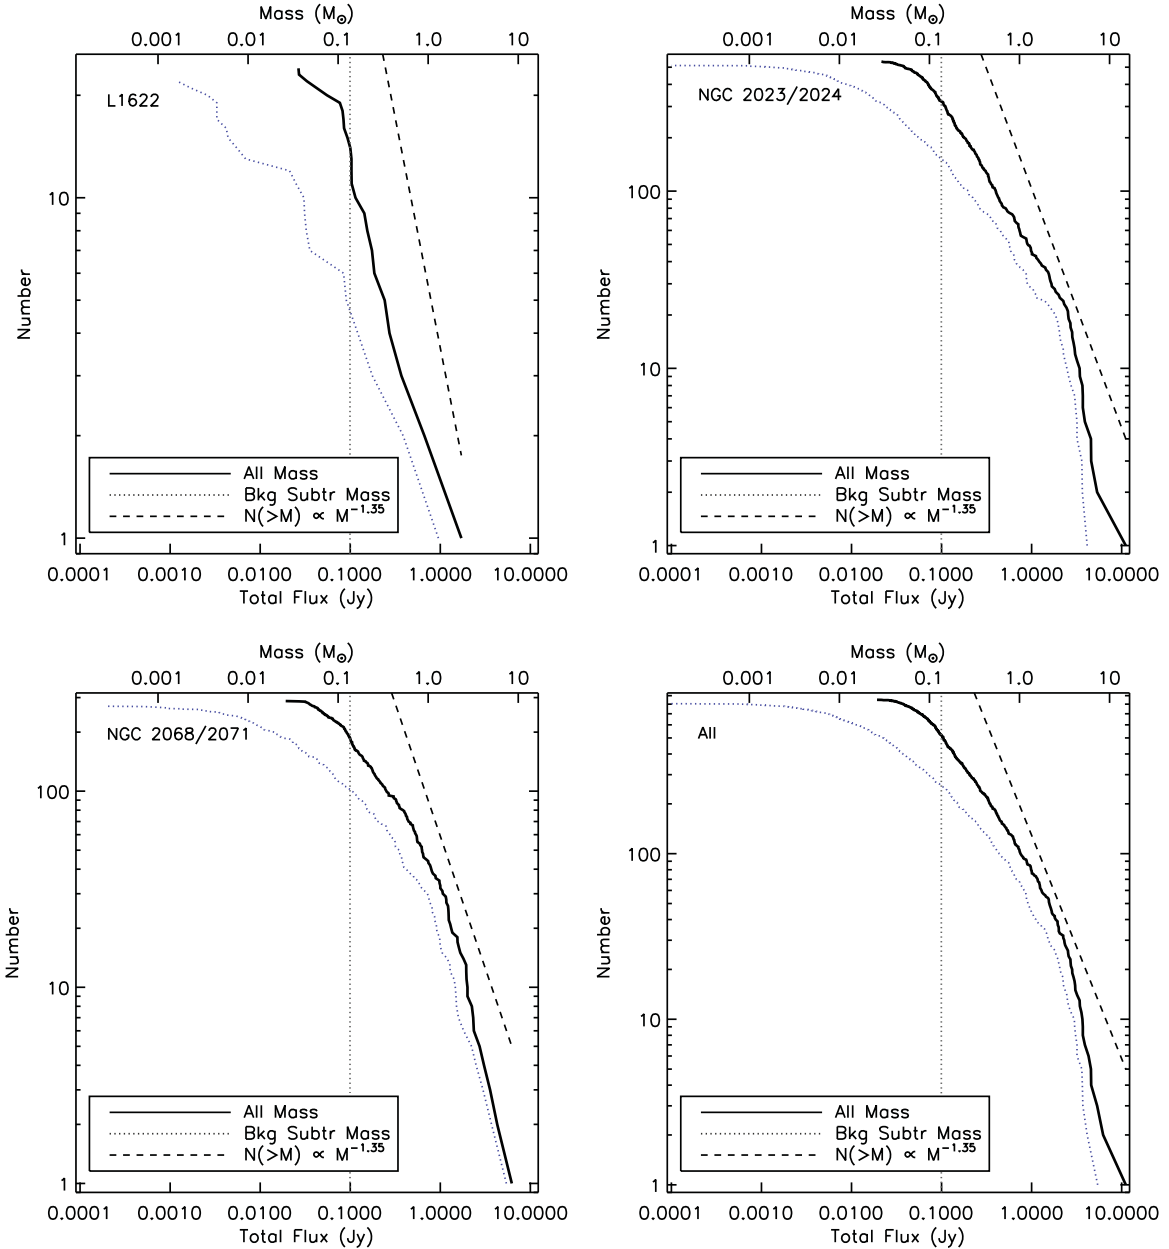 Mass (M⊙)
0.001 0.01 0.1 1.0 10
L1622
10
1
Number
All Mass
Bkg Subtr Mass
N(>M) ∝ M−1.35
0.0001 0.0010 0.0100 0.1000 1.0000 10.0000
Total Flux (Jy)
Mass (M⊙)
0.001 0.01 0.1 1.0 10
NGC 2023/2024
100
10
1
Number
All Mass
Bkg Subtr Mass
N(>M) ∝ M−1.35
0.0001 0.0010 0.0100 0.1000 1.0000 10.0000
Total Flux (Jy)
Mass (M⊙)
0.001 0.01 0.1 1.0 10
NGC 2068/2071
100
10
1
Number
All Mass
Bkg Subtr Mass
N(>M) ∝ M−1.35
0.0001 0.0010 0.0100 0.1000 1.0000 10.0000
Total Flux (Jy)
Mass (M⊙)
0.001 0.01 0.1 1.0 10
All
100
10
1
Number
All Mass
Bkg Subtr Mass
N(>M) ∝ M−1.35
0.0001 0.0010 0.0100 0.1000 1.0000 10.0000
Total Flux (Jy)